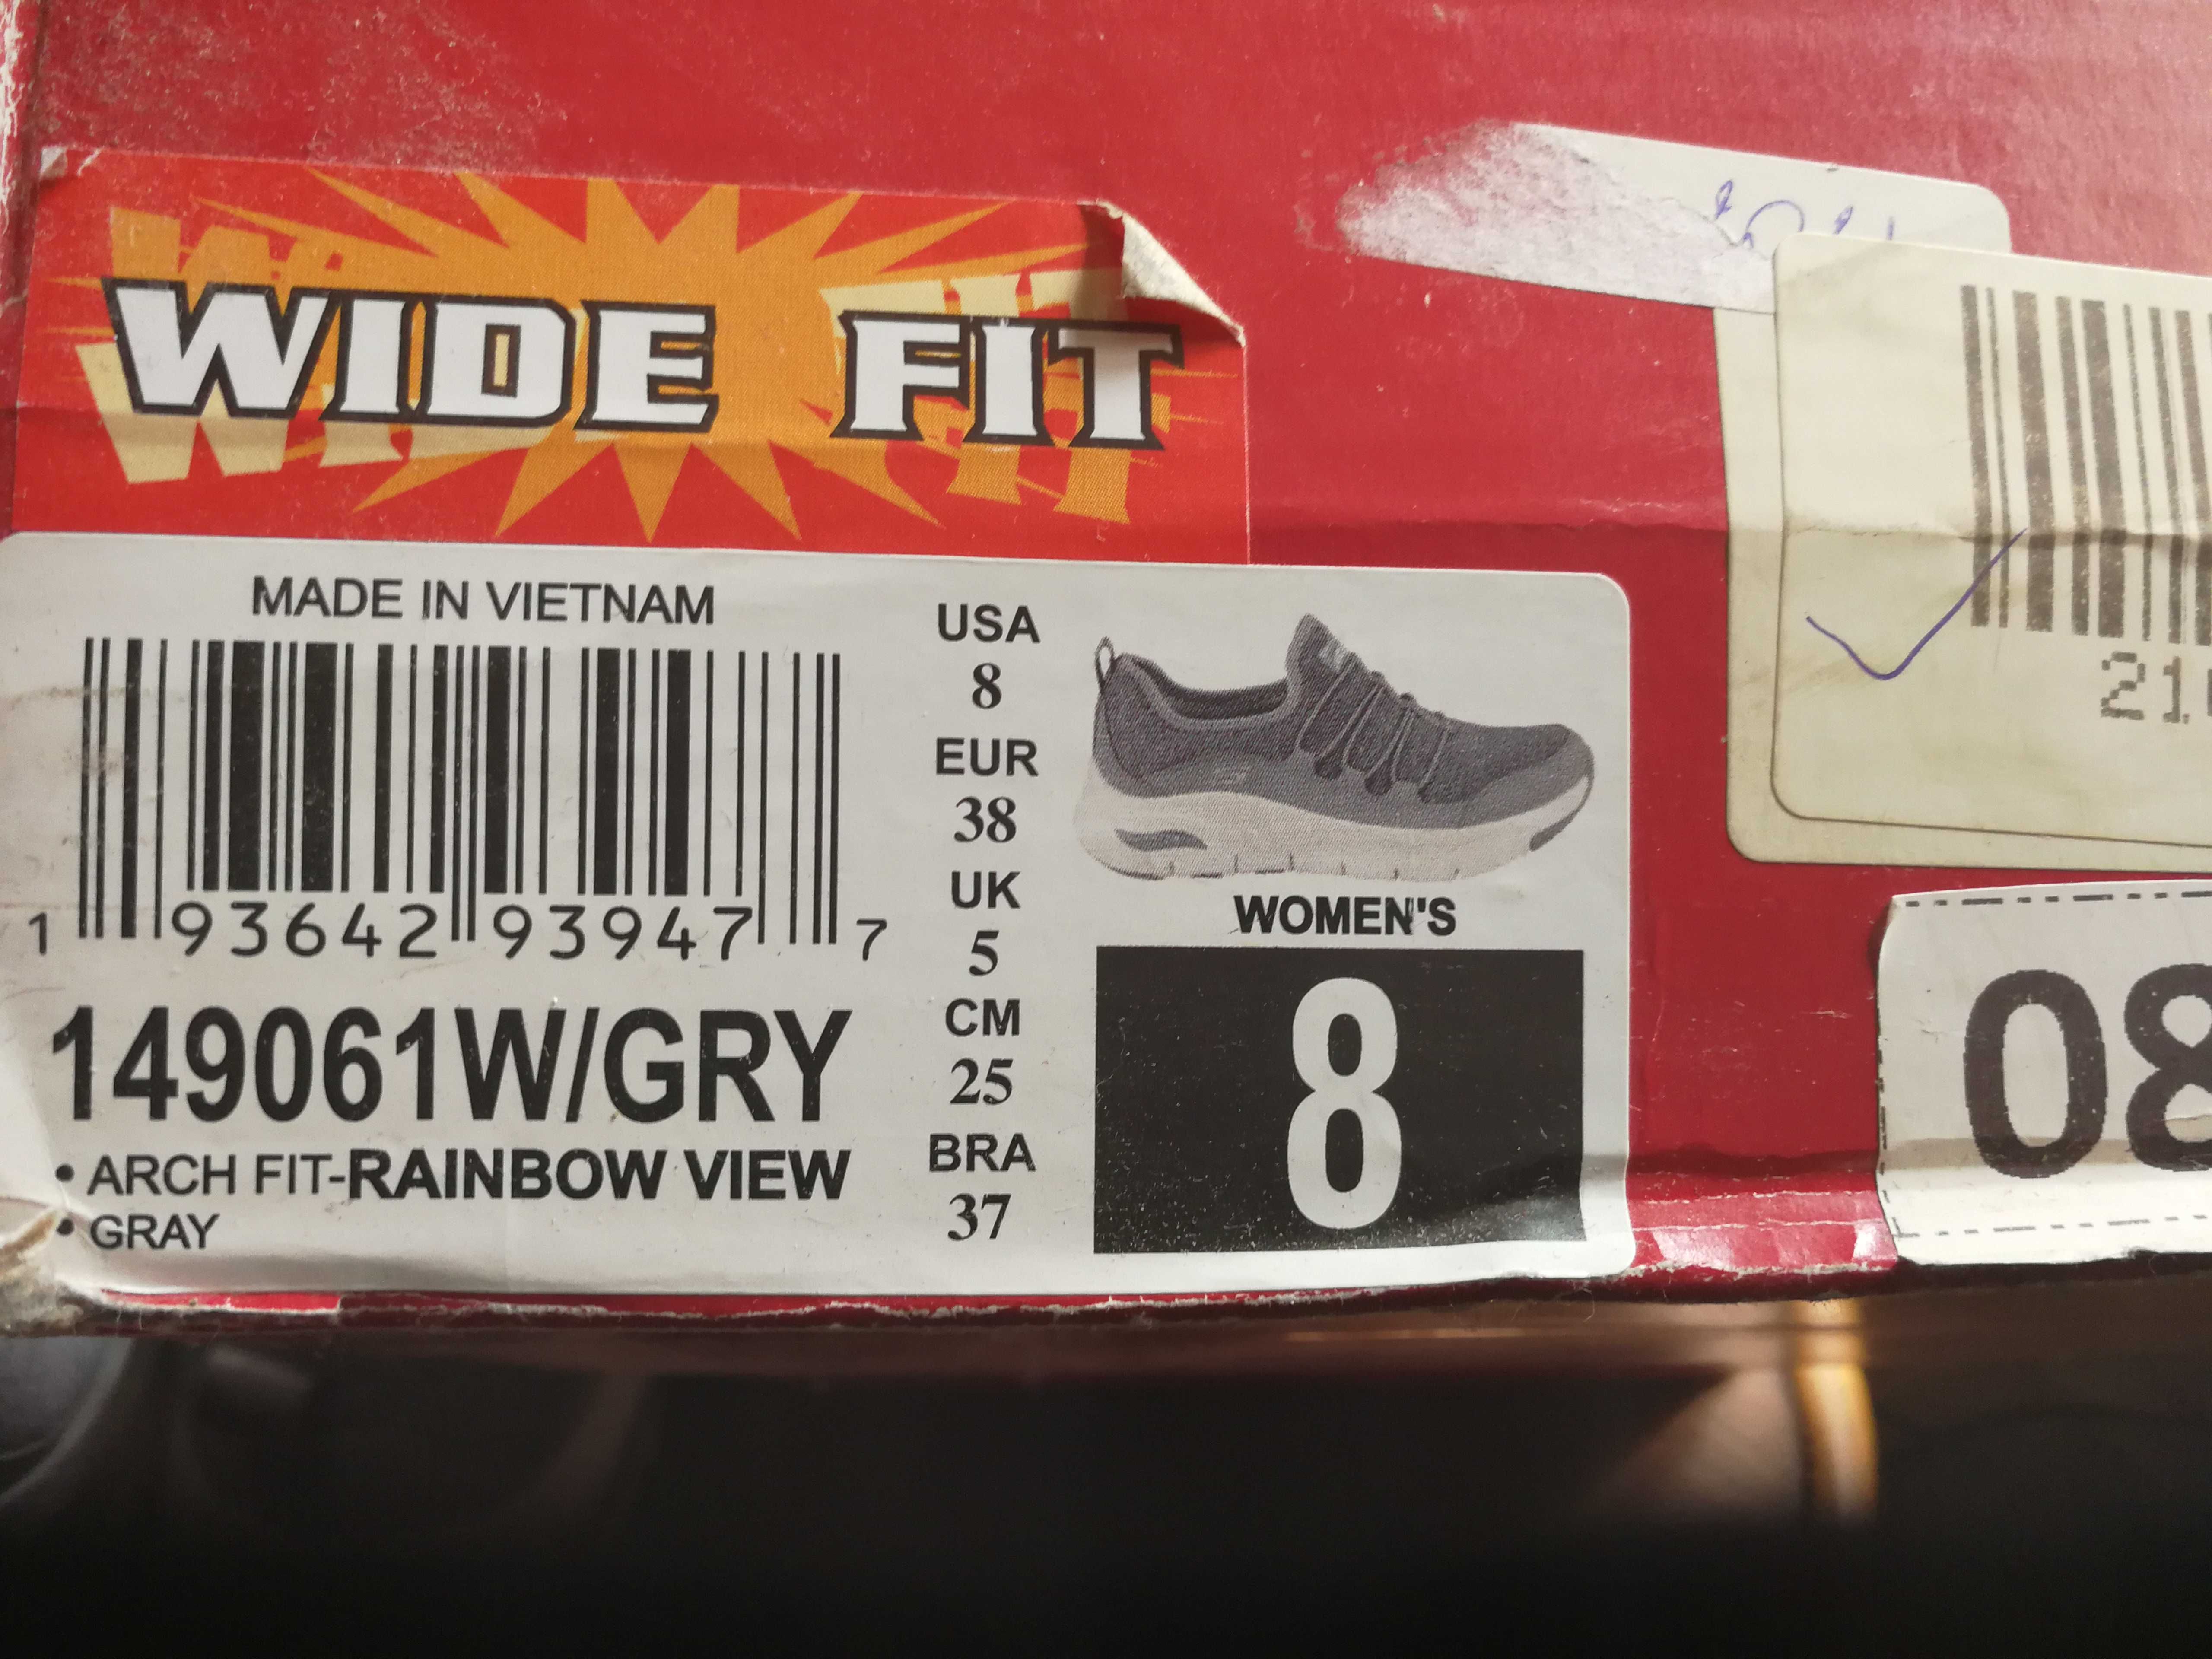 WIDE FIT
MADE IN VIETNAM
1 93642 93947 7
149061W/GRY
• ARCH FIT-RAINBOW VIEW
• GRAY
USA
8
EUR
38
UK
5
CM
25
BRA
37
WOMEN'S
8
21
08